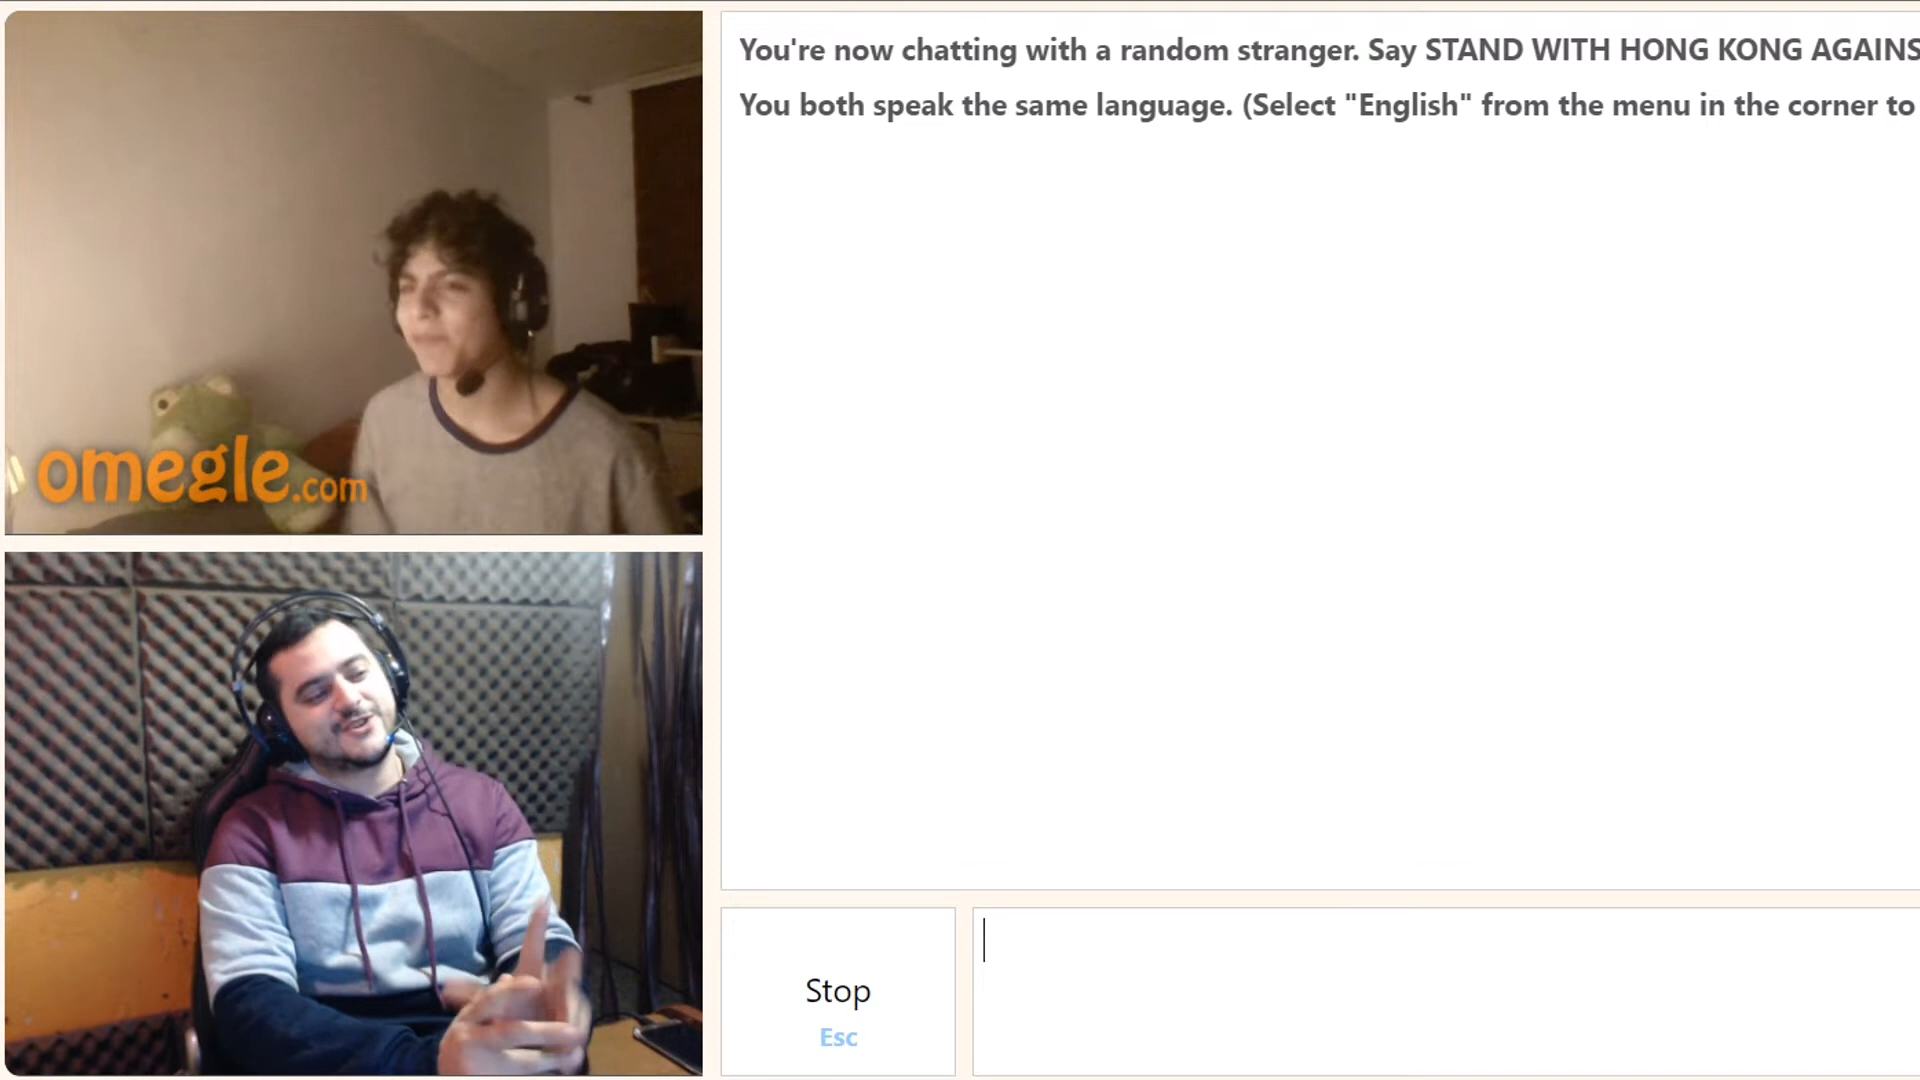 You're now chatting with a random stranger. Say STAND WITH HONG KONG AGAINS
You both speak the same language. (Select "English" from the menu in the corner to
omegle.com
Stop
Esc